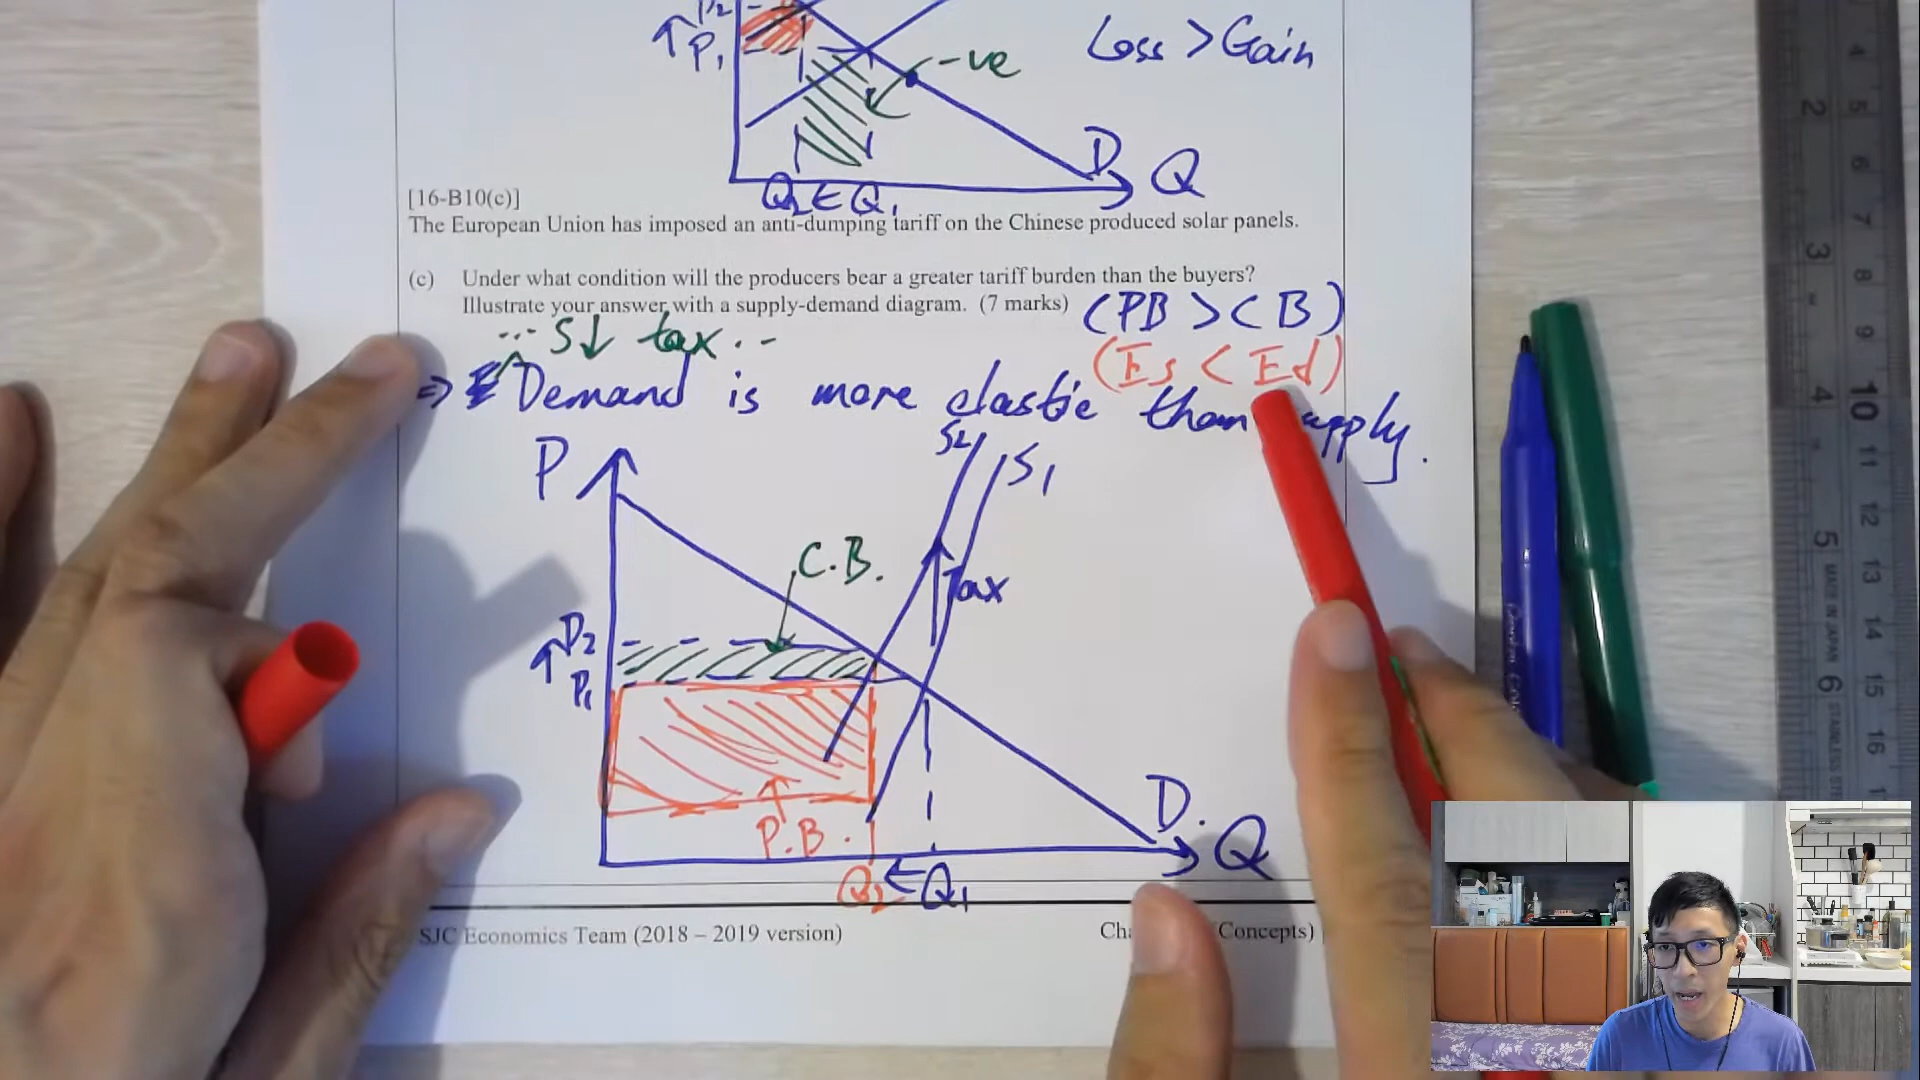 P2
↑P1
Loss > Gain
-ve
D
Q
Q2 ← Q1
[16-B10(c)]
The European Union has imposed an anti-dumping tariff on the Chinese produced solar panels.
(c) Under what condition will the producers bear a greater tariff burden than the buyers?
Illustrate your answer with a supply-demand diagram. (7 marks) (PB > CB)
... S↓ tax ..
(Es < Ed)
⇒ Demand is more elastic than supply.
P
S2
S1
C.B.
Tax
↑P2
P1
P.B.
D.
Q
Q2 ← Q1
SJC Economics Team (2018 – 2019 version)
(Concepts)
MADE IN JAPAN